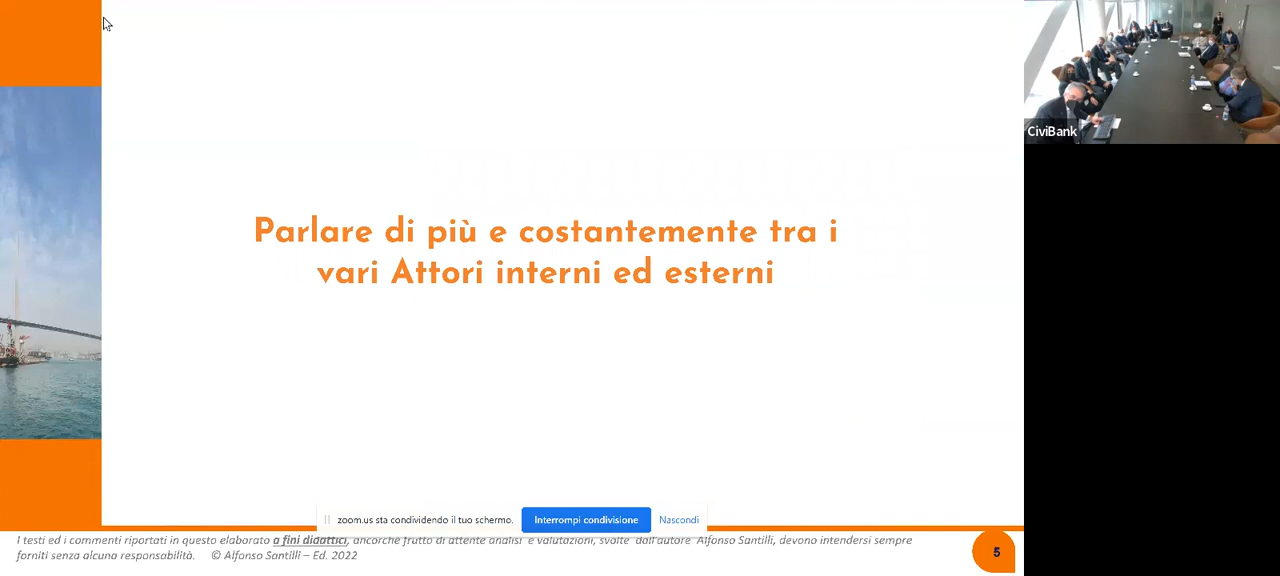 Parlare di più e costantemente tra i
vari Attori interni ed esterni
CiviBank
zoom.us sta condividendo il tuo schermo.
Interrompi condivisione
Nascondi
I testi ed i commenti riportati in questo elaborato a fini didattici, ancorché frutto di attente analisi e valutazioni, svolte dall'autore Alfonso Santilli, devono intendersi sempre
forniti senza alcuna responsabilità. © Alfonso Santilli – Ed. 2022
5